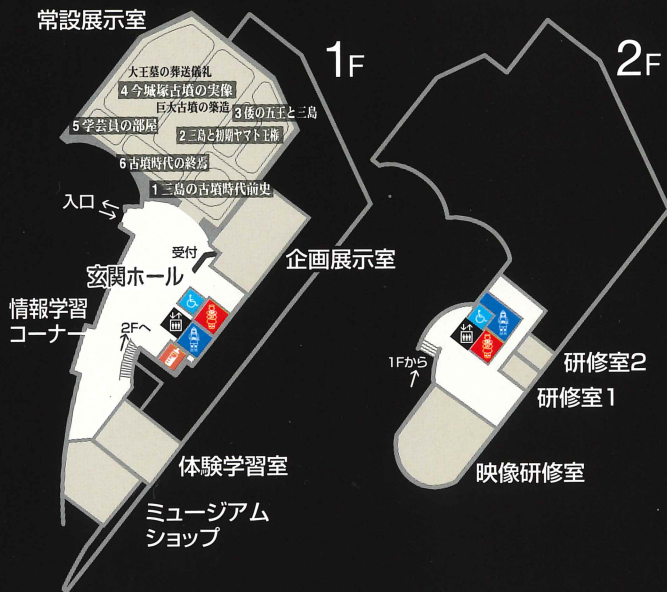 1F
常設展示室
大王墓の葬送儀礼
4 今城塚古墳の実像
巨大古墳の築造
3 倭の五王と三島
5 学芸員の部屋
2 三島と初期ヤマト王権
6 古墳時代の終焉
1 三島の古墳時代前史
入口
受付
玄関ホール
企画展示室
情報学習
コーナー
2Fへ
体験学習室
ミュージアム
ショップ
2F
1Fから
研修室2
研修室1
映像研修室